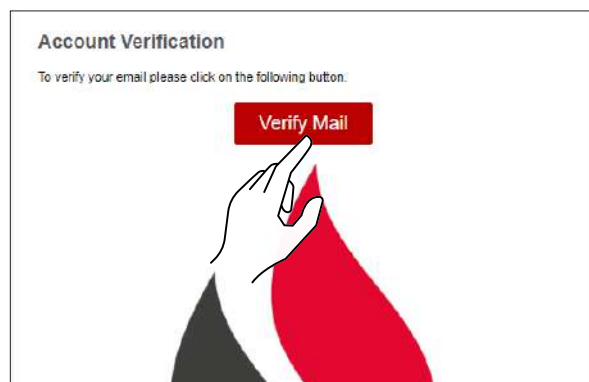 Account Verification
To verify your email please click on the following button:
Verify Mail